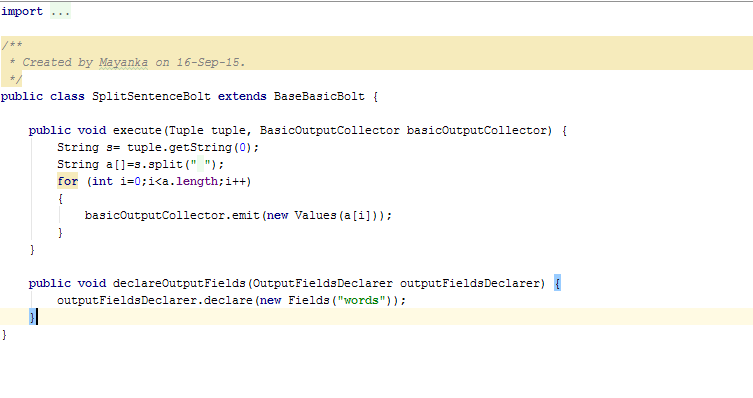 import ...
/**
 * Created by Mayanka on 16-Sep-15.
 */
public class SplitSentenceBolt extends BaseBasicBolt {
    public void execute(Tuple tuple, BasicOutputCollector basicOutputCollector) {
        String s= tuple.getString(0);
        String a[]=s.split(" ");
        for (int i=0;i<a.length;i++)
        {
            basicOutputCollector.emit(new Values(a[i]));
        }
    }
    public void declareOutputFields(OutputFieldsDeclarer outputFieldsDeclarer) {
        outputFieldsDeclarer.declare(new Fields("words"));
    }
}